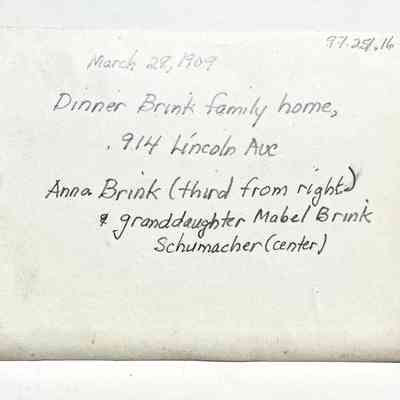 97.251.16
March 28, 1909
Dinner Brink family home,
914 Lincoln Ave
Anna Brink (third from right)
& granddaughter Mabel Brink
Schumacher (center)